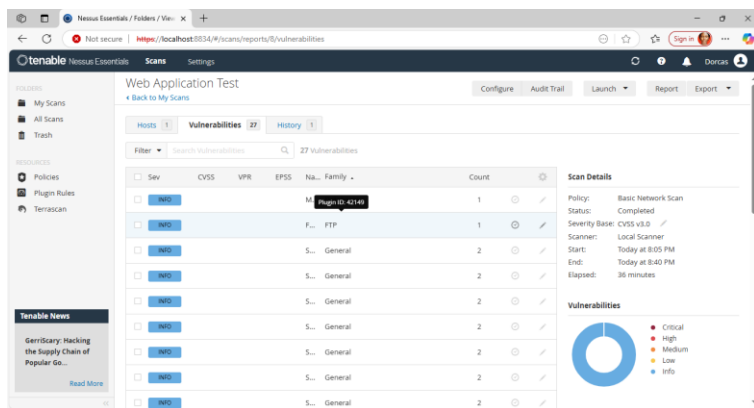 Nessus Essentials / Folders / View
Not secure
https://localhost:8834/#/scans/reports/8/vulnerabilities
Sign in
tenable Nessus Essentials
Scans
Settings
Dorcas
FOLDERS
My Scans
All Scans
Trash
RESOURCES
Policies
Plugin Rules
Terrascan
Tenable News
GerriScary: Hacking
the Supply Chain of
Popular Go...
Read More
Web Application Test
Back to My Scans
Configure
Audit Trail
Launch
Report
Export
Hosts 1
Vulnerabilities 27
History 1
Filter
Search Vulnerabilities
27 Vulnerabilities
Sev CVSS VPR EPSS Na... Family Count
INFO M... 1
Plugin ID: 42149
INFO F... FTP 1
INFO S... General 2
INFO S... General 2
INFO S... General 2
INFO S... General 2
INFO S... General 2
INFO S... General 2
INFO S... General 2
Scan Details
Policy: Basic Network Scan
Status: Completed
Severity Base: CVSS v3.0
Scanner: Local Scanner
Start: Today at 8:05 PM
End: Today at 8:40 PM
Elapsed: 36 minutes
Vulnerabilities
Critical
High
Medium
Low
Info